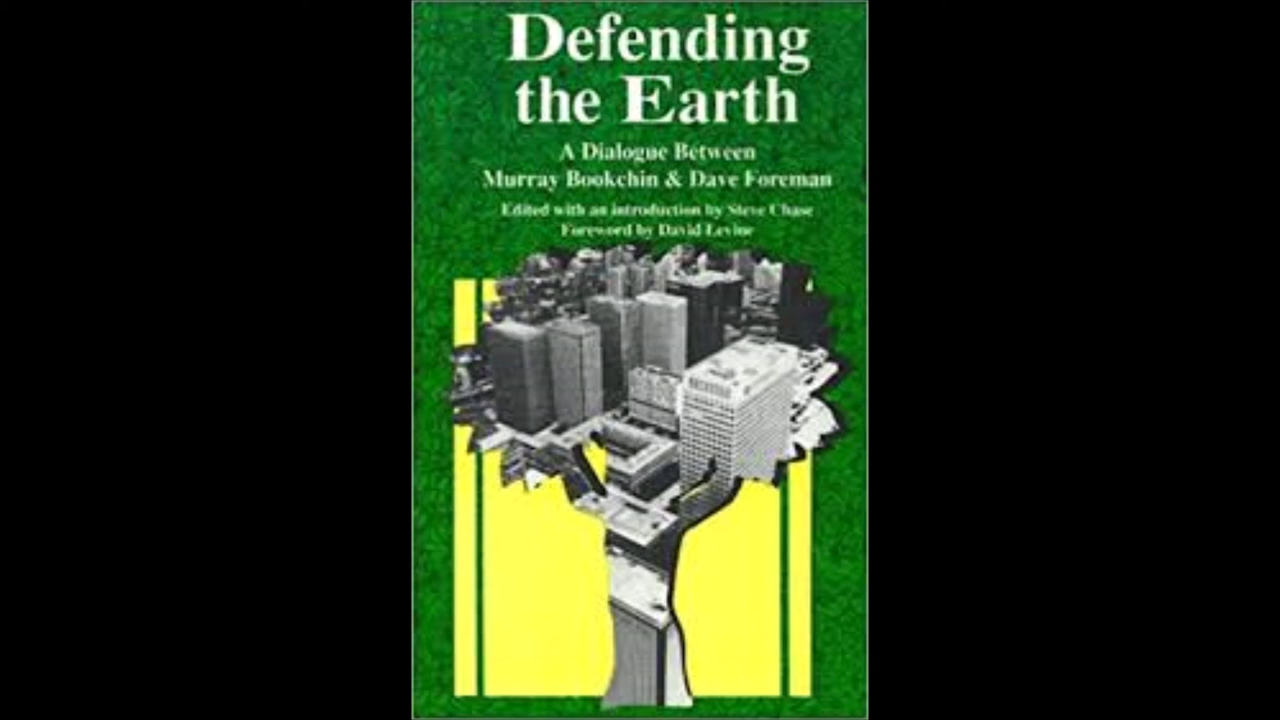 Defending
the Earth
A Dialogue Between
Murray Bookchin & Dave Foreman
Edited with an introduction by Steve Chase
Foreword by David Levine